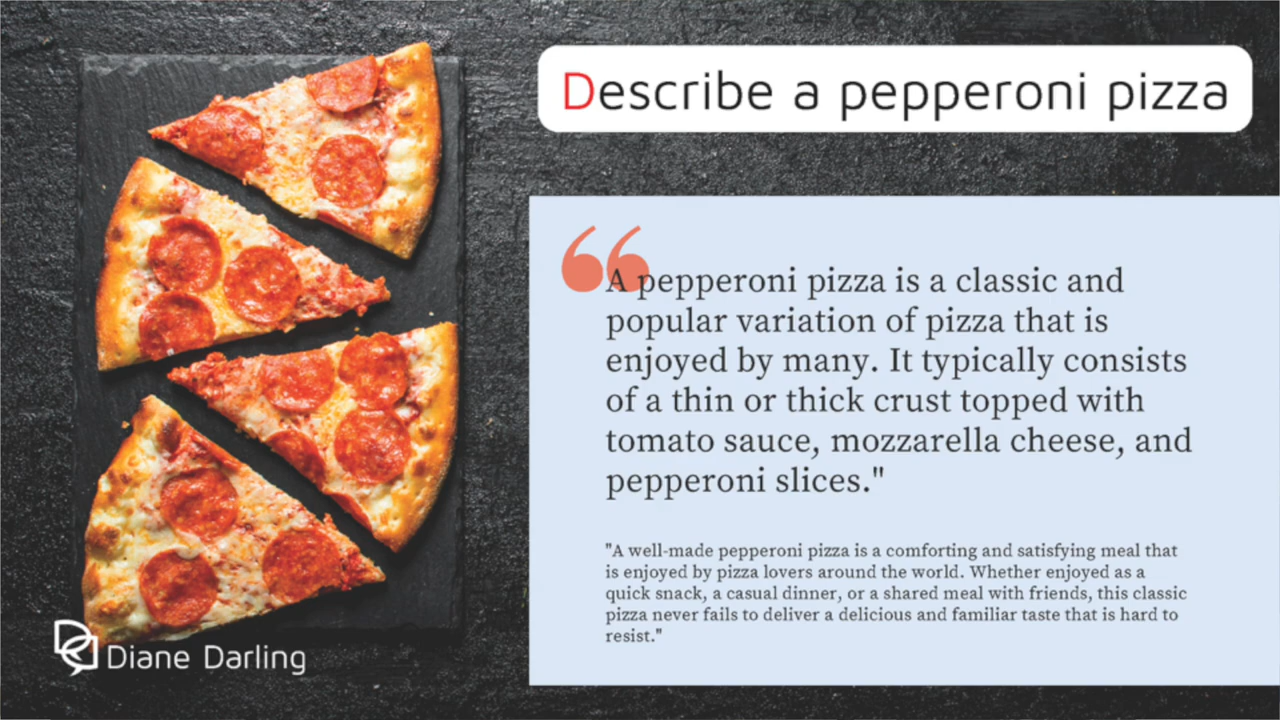 Describe a pepperoni pizza
“A pepperoni pizza is a classic and
popular variation of pizza that is
enjoyed by many. It typically consists
of a thin or thick crust topped with
tomato sauce, mozzarella cheese, and
pepperoni slices."
"A well-made pepperoni pizza is a comforting and satisfying meal that
is enjoyed by pizza lovers around the world. Whether enjoyed as a
quick snack, a casual dinner, or a shared meal with friends, this classic
pizza never fails to deliver a delicious and familiar taste that is hard to
resist."
Diane Darling